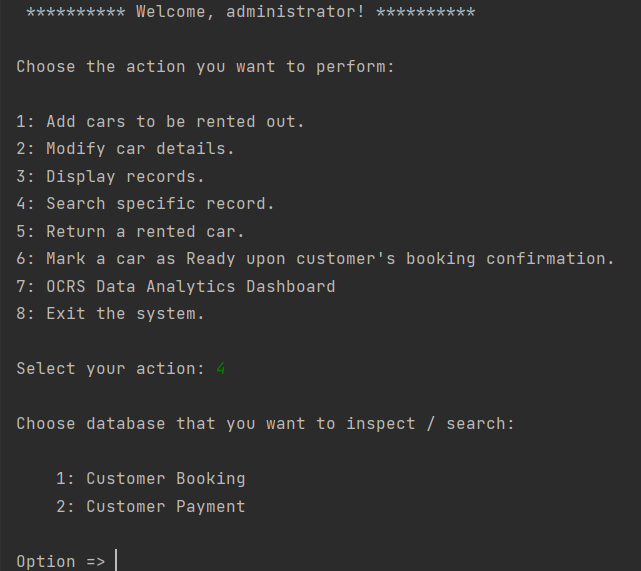 ********** Welcome, administrator! **********
Choose the action you want to perform:
1: Add cars to be rented out.
2: Modify car details.
3: Display records.
4: Search specific record.
5: Return a rented car.
6: Mark a car as Ready upon customer's booking confirmation.
7: OCRS Data Analytics Dashboard
8: Exit the system.
Select your action: 4
Choose database that you want to inspect / search:
1: Customer Booking
2: Customer Payment
Option =>